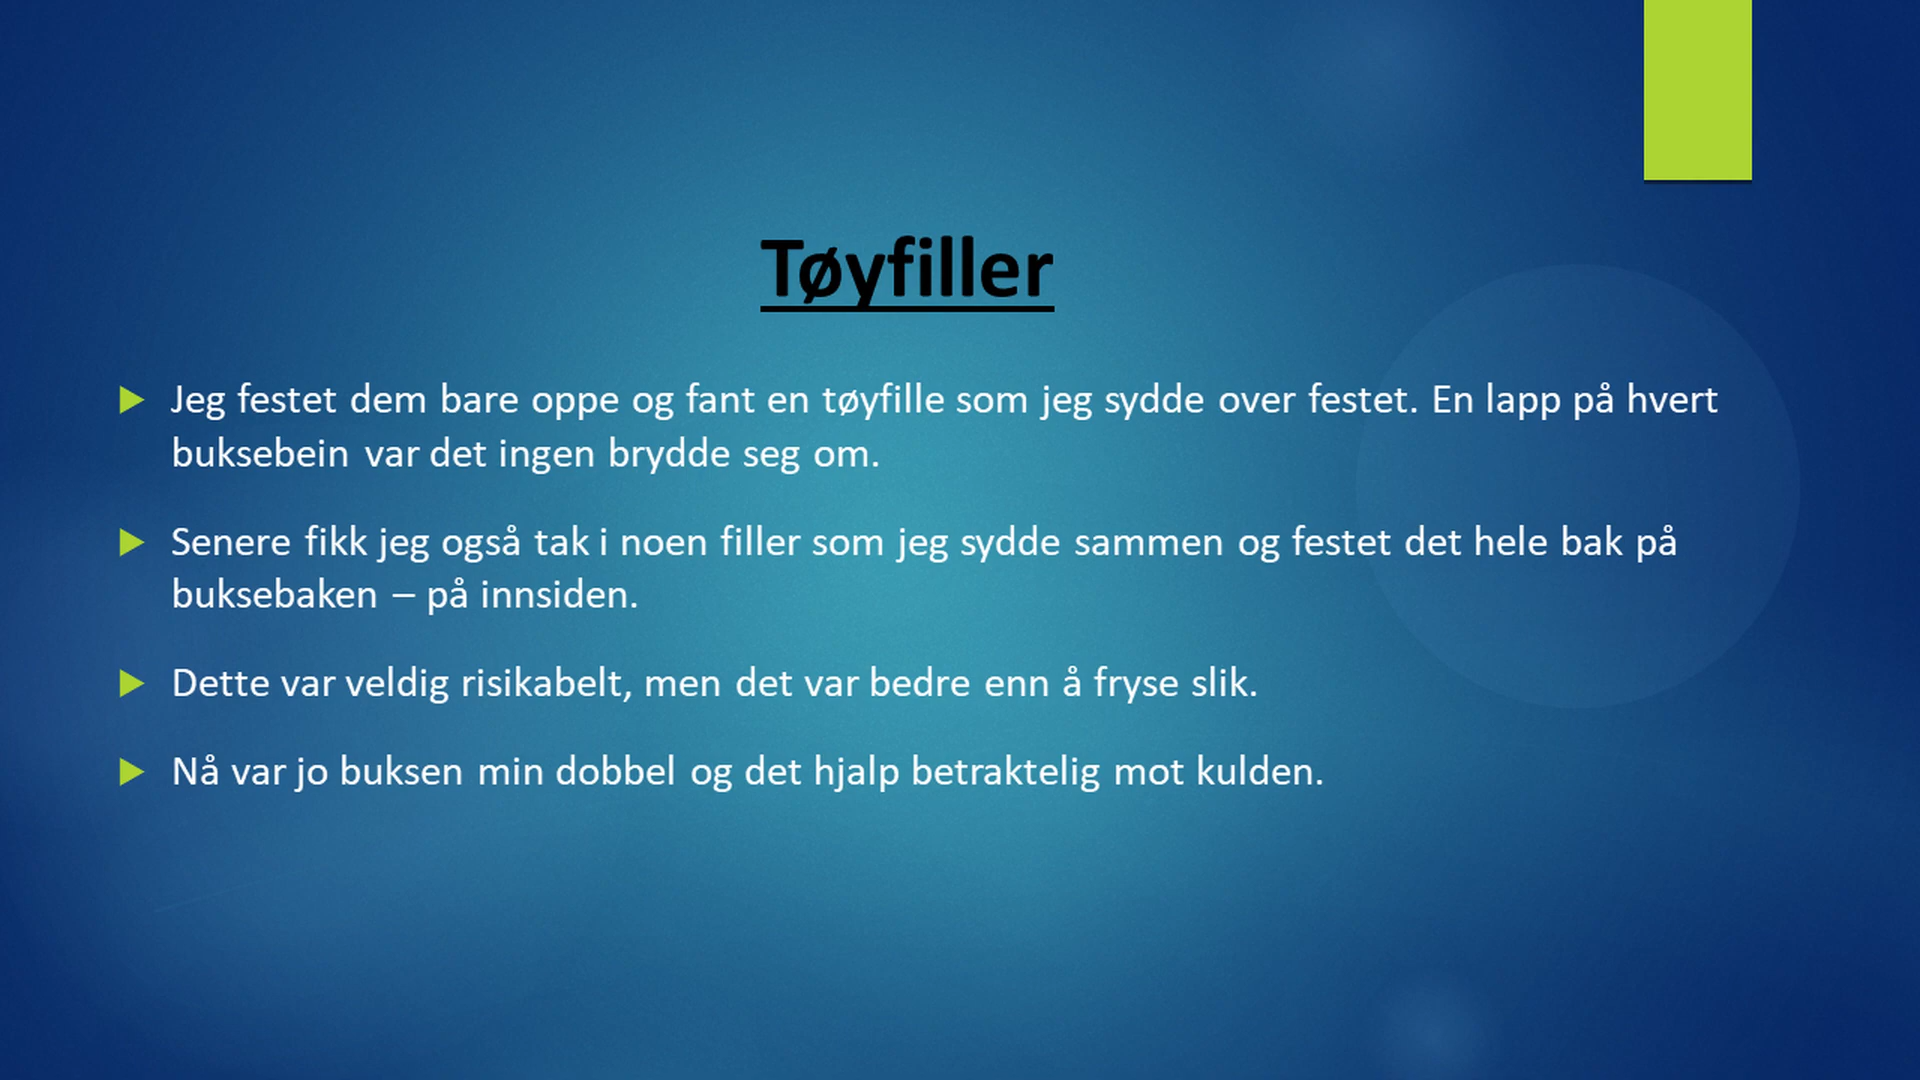 Tøyfiller
Jeg festet dem bare oppe og fant en tøyfille som jeg sydde over festet. En lapp på hvert
buksebein var det ingen brydde seg om.
Senere fikk jeg også tak i noen filler som jeg sydde sammen og festet det hele bak på
buksebaken – på innsiden.
Dette var veldig risikabelt, men det var bedre enn å fryse slik.
Nå var jo buksen min dobbel og det hjalp betraktelig mot kulden.